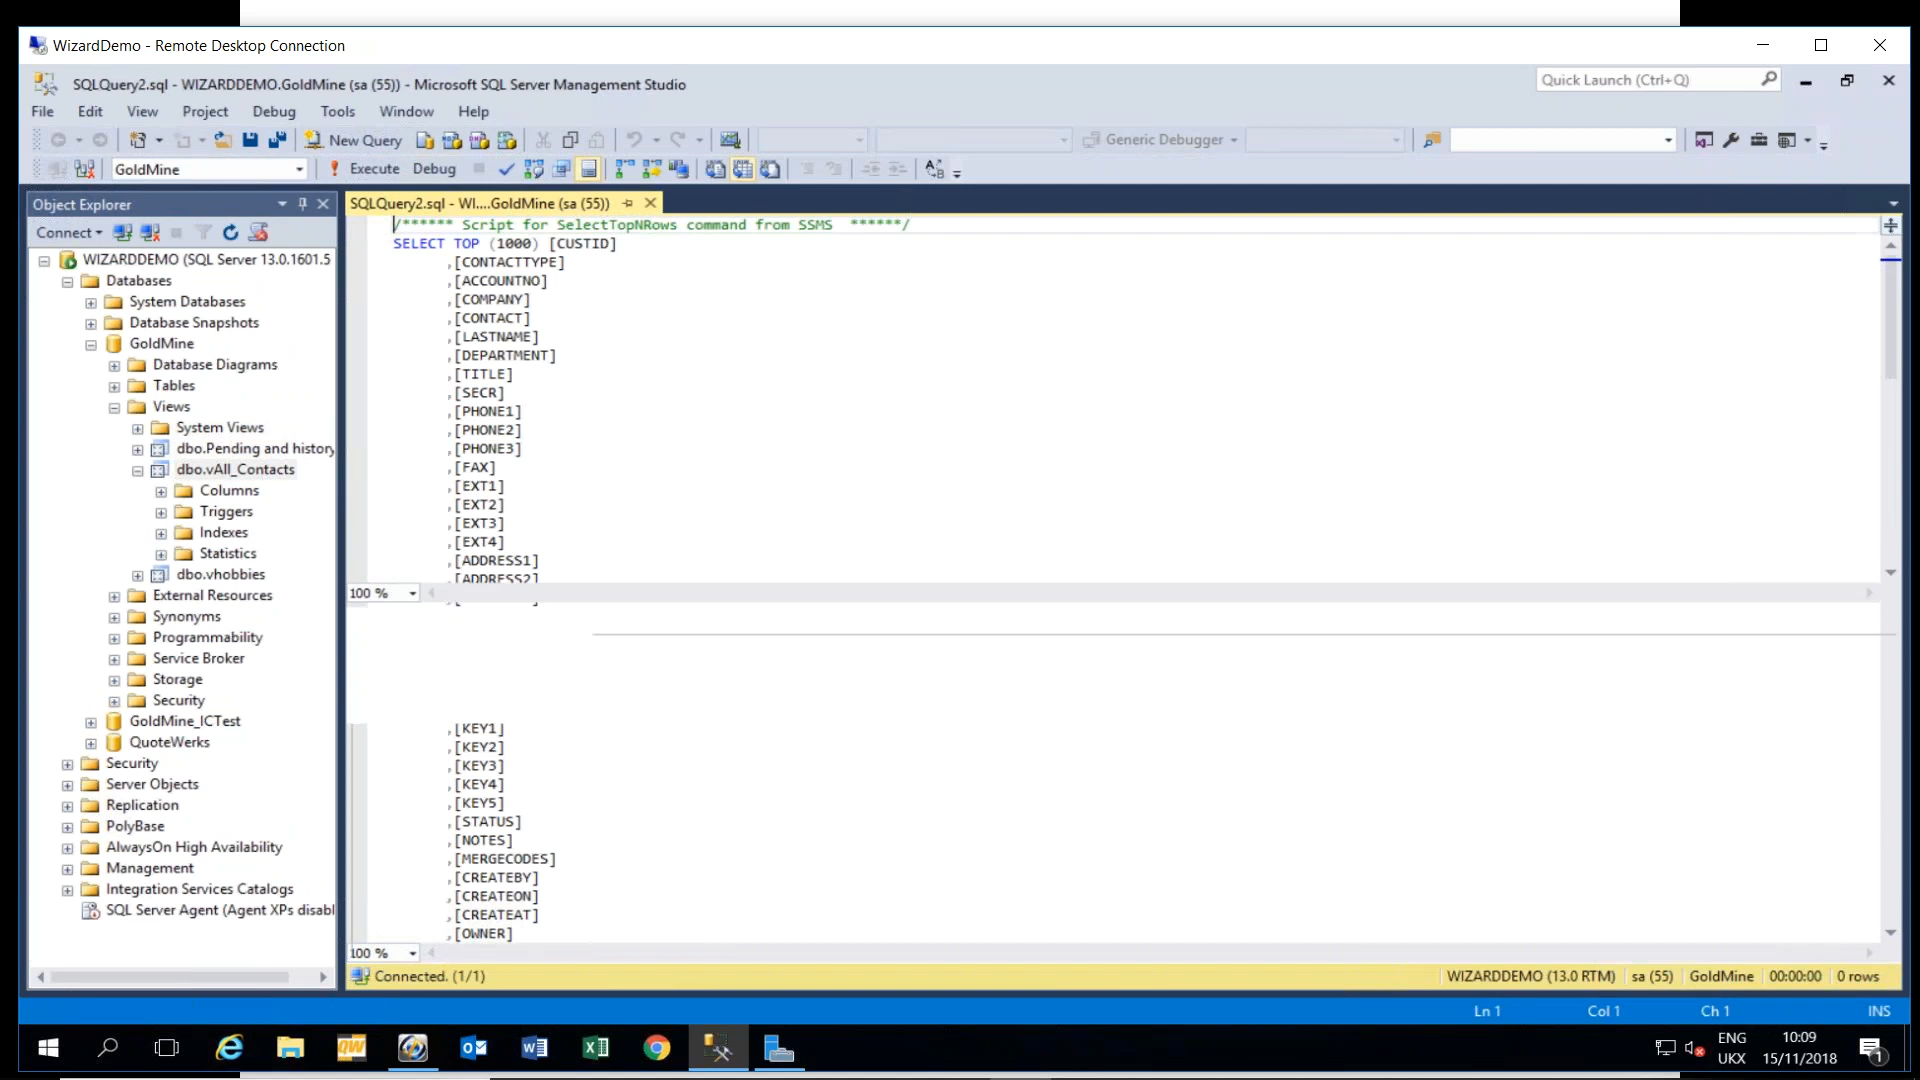 WizardDemo - Remote Desktop Connection
SQLQuery2.sql - WIZARDDEMO.GoldMine (sa (55)) - Microsoft SQL Server Management Studio
Quick Launch (Ctrl+Q)
File Edit View Project Debug Tools Window Help
New Query
Generic Debugger
GoldMine
Execute Debug
Object Explorer
Connect
WIZARDDEMO (SQL Server 13.0.1601.5
Databases
System Databases
Database Snapshots
GoldMine
Database Diagrams
Tables
Views
System Views
dbo.Pending and history
dbo.vAll_Contacts
Columns
Triggers
Indexes
Statistics
dbo.vhobbies
External Resources
Synonyms
Programmability
Service Broker
Storage
Security
GoldMine_ICTest
QuoteWerks
Security
Server Objects
Replication
PolyBase
AlwaysOn High Availability
Management
Integration Services Catalogs
SQL Server Agent (Agent XPs disabl
SQLQuery2.sql - WI....GoldMine (sa (55))
/****** Script for SelectTopNRows command from SSMS ******/
SELECT TOP (1000) [CUSTID]
,[CONTACTTYPE]
,[ACCOUNTNO]
,[COMPANY]
,[CONTACT]
,[LASTNAME]
,[DEPARTMENT]
,[TITLE]
,[SECR]
,[PHONE1]
,[PHONE2]
,[PHONE3]
,[FAX]
,[EXT1]
,[EXT2]
,[EXT3]
,[EXT4]
,[ADDRESS1]
,[ADDRESS2]
100 %
,[KEY1]
,[KEY2]
,[KEY3]
,[KEY4]
,[KEY5]
,[STATUS]
,[NOTES]
,[MERGECODES]
,[CREATEBY]
,[CREATEON]
,[CREATEAT]
,[OWNER]
100 %
Connected. (1/1)
WIZARDDEMO (13.0 RTM) sa (55) GoldMine 00:00:00 0 rows
Ln 1 Col 1 Ch 1 INS
QW
ENG
UKX
10:09
15/11/2018
1